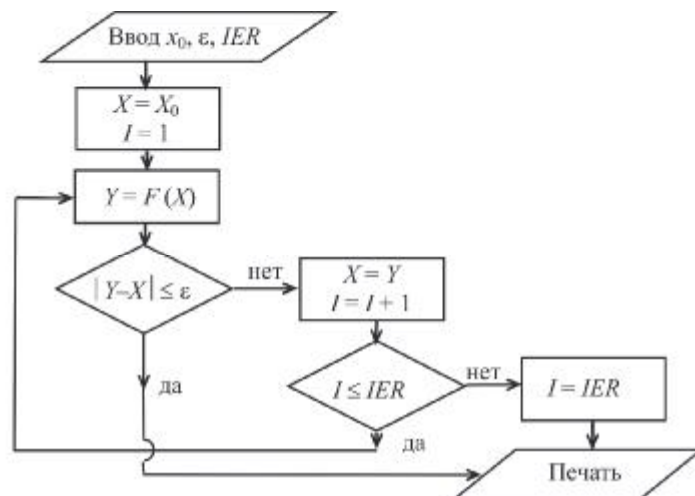 Ввод x₀, ε, IER
X = X₀
I = 1
Y = F (X)
|Y–X| ≤ ε
нет
X = Y
I = I + 1
да
I ≤ IER
нет
I = IER
да
Печать